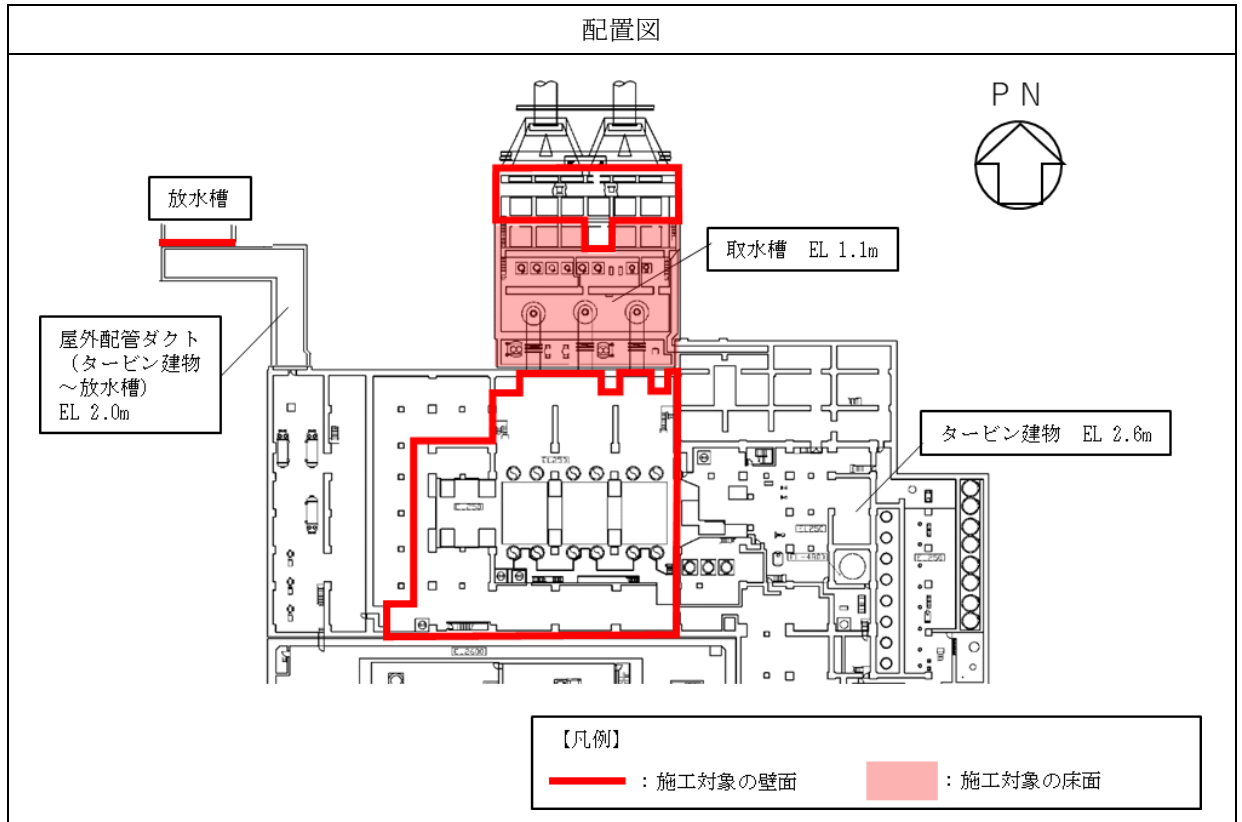 配置図
PN
放水槽
取水槽 EL 1.1m
屋外配管ダクト
（タービン建物
～放水槽）
EL 2.0m
タービン建物 EL 2.6m
【凡例】
：施工対象の壁面
：施工対象の床面